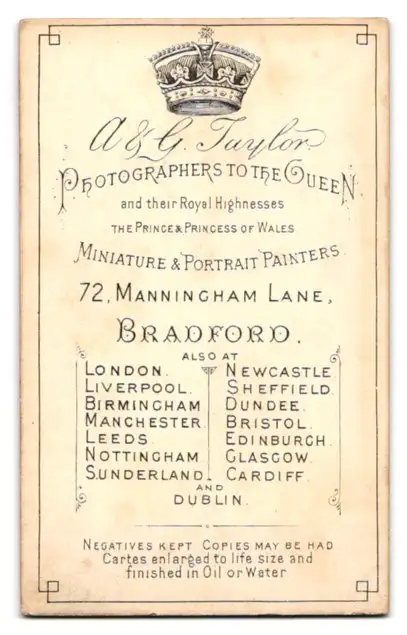 A & G. Taylor
PHOTOGRAPHERS TO THE QUEEN
and their Royal Highnesses
THE PRINCE & PRINCESS OF WALES
MINIATURE & PORTRAIT PAINTERS
72, MANNINGHAM LANE,
BRADFORD.
ALSO AT
LONDON.
LIVERPOOL.
BIRMINGHAM
MANCHESTER.
LEEDS.
NOTTINGHAM
SUNDERLAND.
NEWCASTLE
SHEFFIELD.
DUNDEE.
BRISTOL.
EDINBURGH.
GLASGOW.
CARDIFF.
AND
DUBLIN.
NEGATIVES KEPT COPIES MAY BE HAD
Cartes enlarged to life size and
finished in Oil or Water